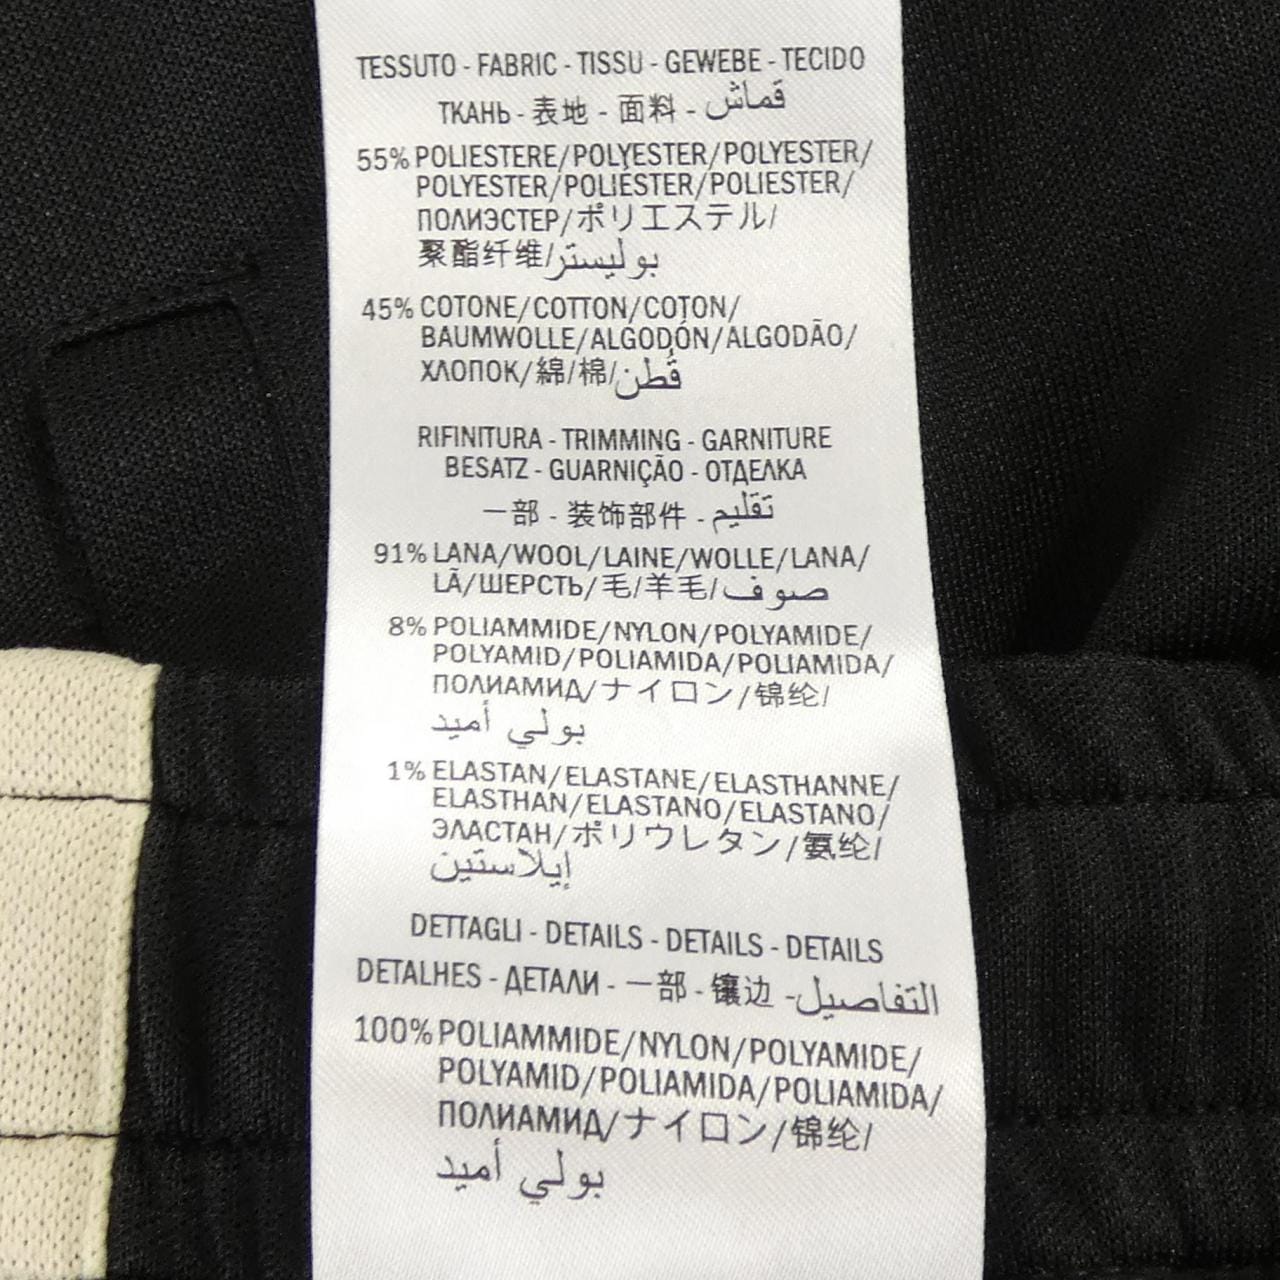 TESSUTO - FABRIC - TISSU - GEWEBE - TECIDO
ТКАНЬ - 表地 - 面料 - قماش
55% POLIESTERE/POLYESTER/POLYESTER/
POLYESTER/POLIÉSTER/POLIESTER/
ПОЛИЭСТЕР/ポリエステル/
聚酯纤维/بوليستر
45% COTONE/COTTON/COTON/
BAUMWOLLE/ALGODÓN/ALGODÃO/
ХЛОПОК/綿/棉/قُطن
RIFINITURA - TRIMMING - GARNITURE
BESATZ - GUARNIÇÃO - ОТДЕЛКА
一部 - 装饰部件 - تقليم
91% LANA/WOOL/LAINE/WOLLE/LANA/
LÃ/ШЕРСТЬ/毛/羊毛/صوف
8% POLIAMMIDE/NYLON/POLYAMIDE/
POLYAMID/POLIAMIDA/POLIAMIDA/
ПОЛИАМИД/ナイロン/锦纶/
بولي أميد
1% ELASTAN/ELASTANE/ELASTHANNE/
ELASTHAN/ELASTANO/ELASTANO/
ЭЛАСТАН/ポリウレタン/氨纶/
إيلاستين
DETTAGLI - DETAILS - DETAILS - DETAILS
DETALHES - ДЕТАЛИ - 一部 - 镶边 - التفاصيل
100% POLIAMMIDE/NYLON/POLYAMIDE/
POLYAMID/POLIAMIDA/POLIAMIDA/
ПОЛИАМИД/ナイロン/锦纶/
بولي أميد